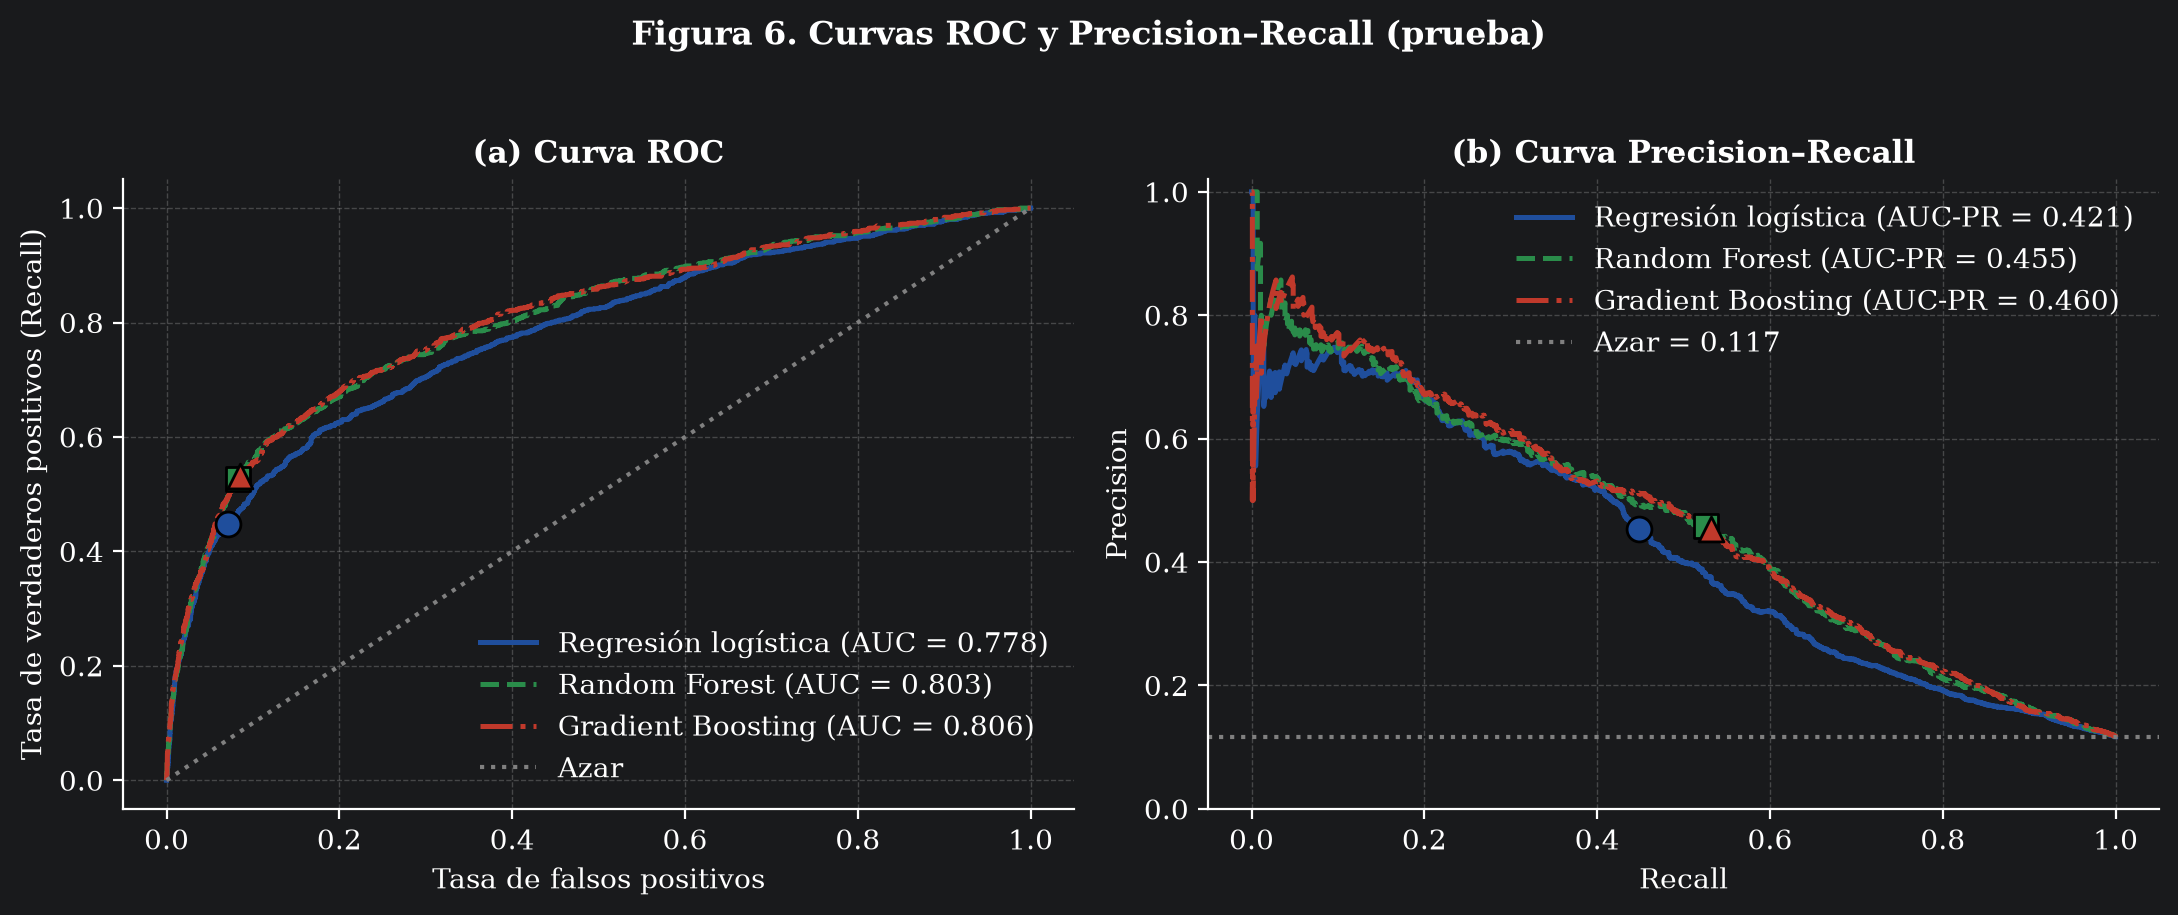 Figura 6. Curvas ROC y Precision–Recall (prueba)
(a) Curva ROC
Tasa de verdaderos positivos (Recall)
1.0
0.8
0.6
0.4
0.2
0.0
Regresión logística (AUC = 0.778)
Random Forest (AUC = 0.803)
Gradient Boosting (AUC = 0.806)
Azar
0.0 0.2 0.4 0.6 0.8 1.0
Tasa de falsos positivos
(b) Curva Precision–Recall
Precision
1.0
0.8
0.6
0.4
0.2
0.0
Regresión logística (AUC-PR = 0.421)
Random Forest (AUC-PR = 0.455)
Gradient Boosting (AUC-PR = 0.460)
Azar = 0.117
0.0 0.2 0.4 0.6 0.8 1.0
Recall